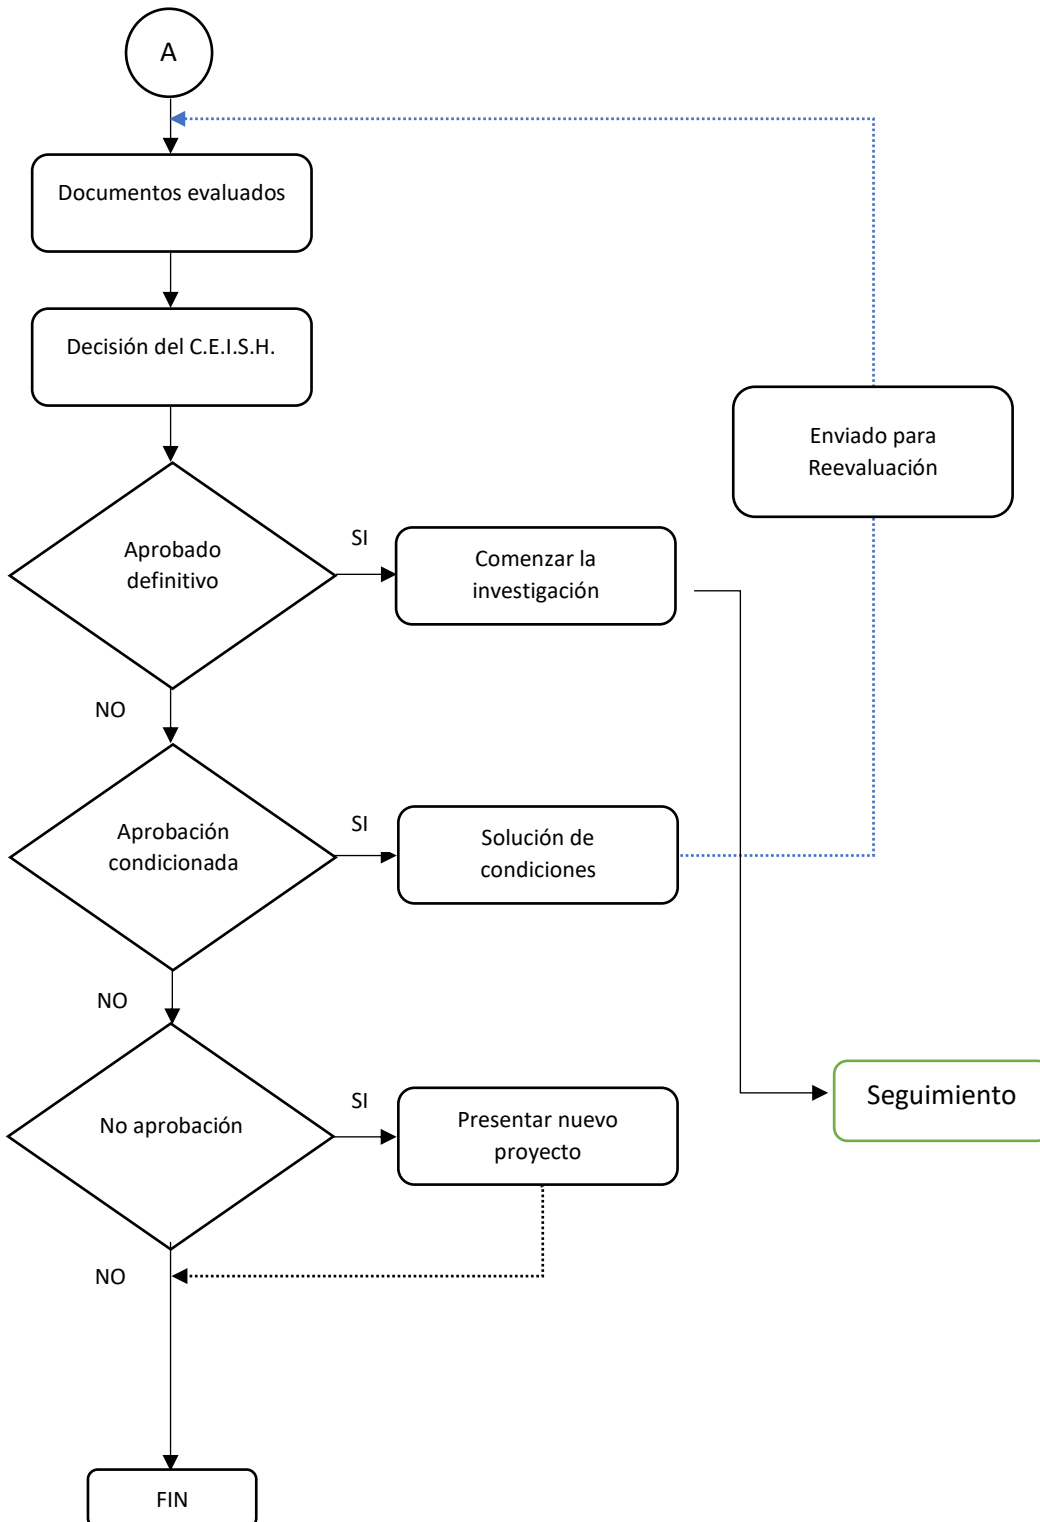 A
Documentos evaluados
Decisión del C.E.I.S.H.
Enviado para
Reevaluación
Aprobado
definitivo
SI
Comenzar la
investigación
NO
Aprobación
condicionada
SI
Solución de
condiciones
NO
No aprobación
SI
Presentar nuevo
proyecto
Seguimiento
NO
FIN